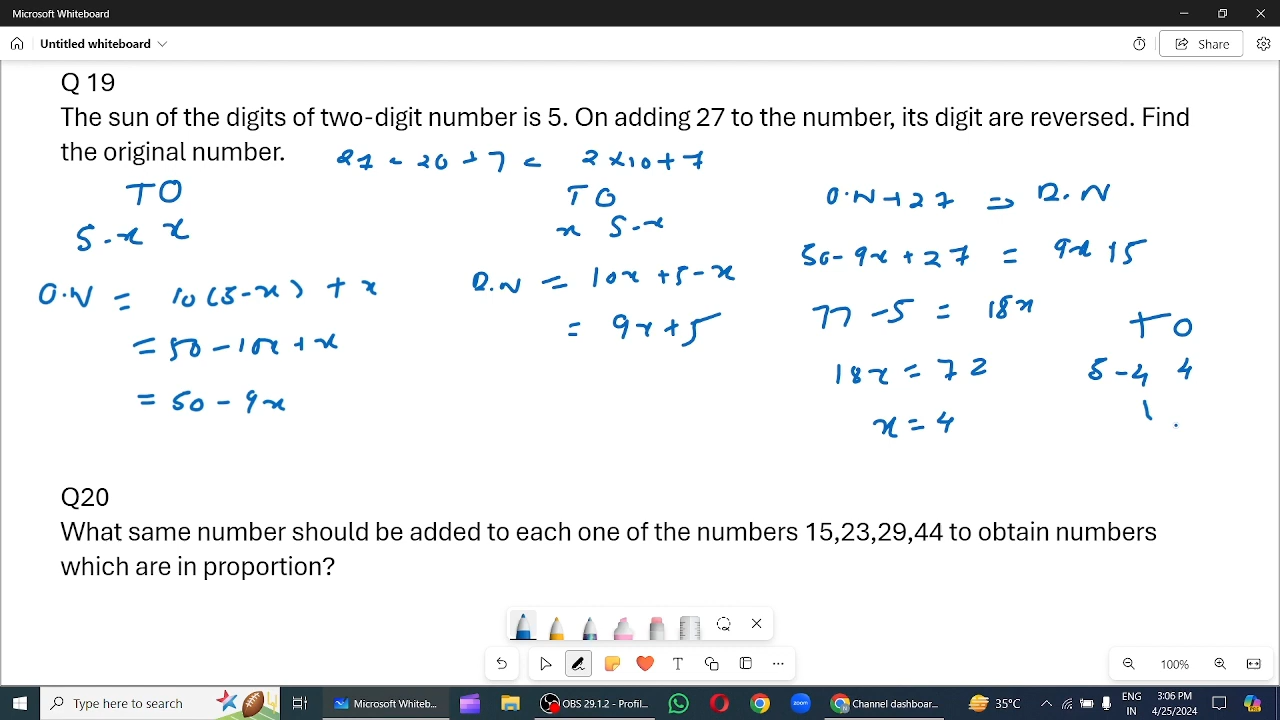 Microsoft Whiteboard
Untitled whiteboard
Share
Q 19
The sun of the digits of two-digit number is 5. On adding 27 to the number, its digit are reversed. Find
the original number.
27 = 20 + 7 = 2 x 10 + 7
T O
5-x x
O.N = 10(5-x) + x
= 50 - 10x + x
= 50 - 9x
T O
x 5-x
R.N = 10x + 5 - x
= 9x + 5
O.N + 27 => R.N
50 - 9x + 27 = 9x + 5
77 - 5 = 18x
18x = 72
x = 4
T O
5-4 4
1
Q20
What same number should be added to each one of the numbers 15,23,29,44 to obtain numbers
which are in proportion?
100%
Type here to search
Microsoft Whiteb...
OBS 29.1.2 - Profil...
zoom
Channel dashboar...
35°C
ENG
IN
3:06 PM
4/25/2024